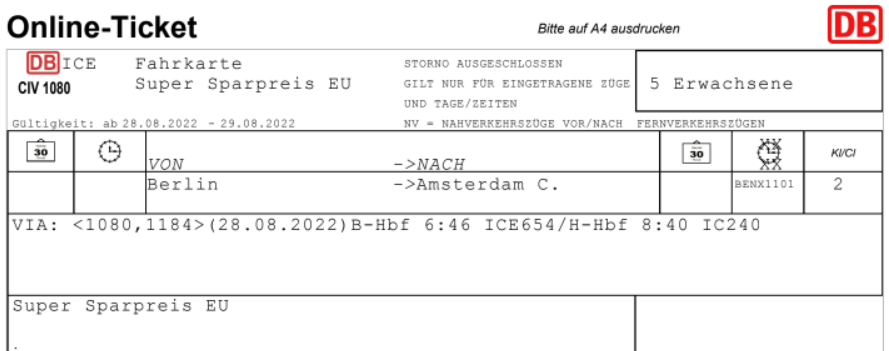 Online-Ticket
Bitte auf A4 ausdrucken
DB
DB ICE Fahrkarte
CIV 1080 Super Sparpreis EU
STORNO AUSGESCHLOSSEN
GILT NUR FÜR EINGETRAGENE ZÜGE
UND TAGE/ZEITEN
5 Erwachsene
Gültigkeit: ab 28.08.2022 - 29.08.2022
NV = NAHVERKEHRSZÜGE VOR/NACH FERNVERKEHRSZÜGEN
30 VON ->NACH 30 Kl/Cl
Berlin ->Amsterdam C. BENX1101 2
VIA: <1080,1184>(28.08.2022)B-Hbf 6:46 ICE654/H-Hbf 8:40 IC240
Super Sparpreis EU